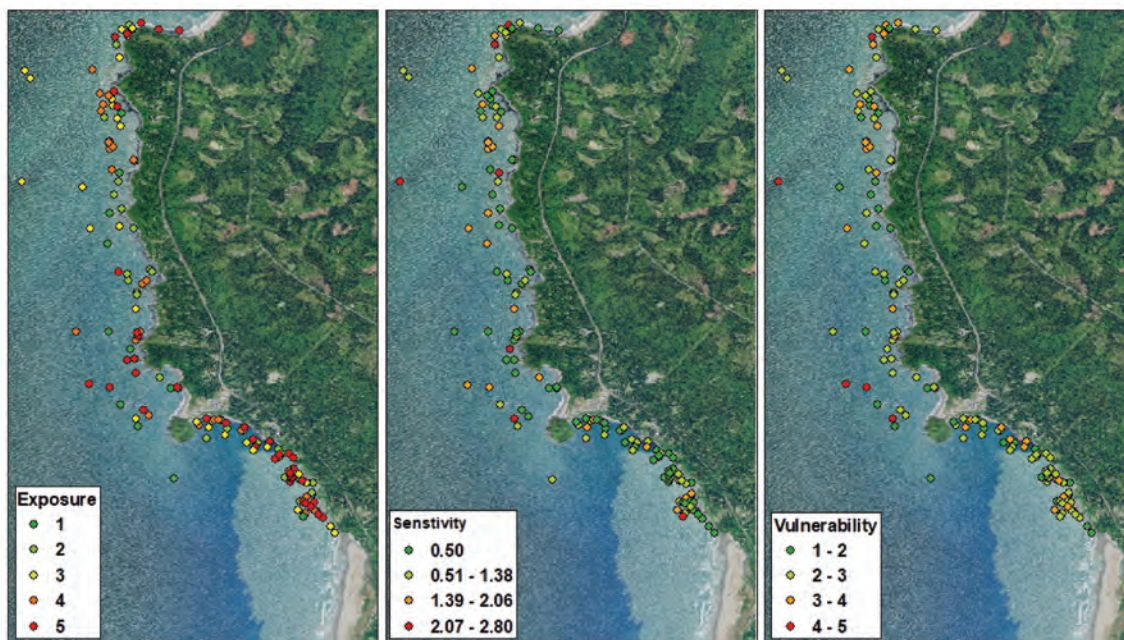 Exposure
1
2
3
4
5
Senstivity
0.50
0.51 - 1.38
1.39 - 2.06
2.07 - 2.80
Vulnerability
1 - 2
2 - 3
3 - 4
4 - 5